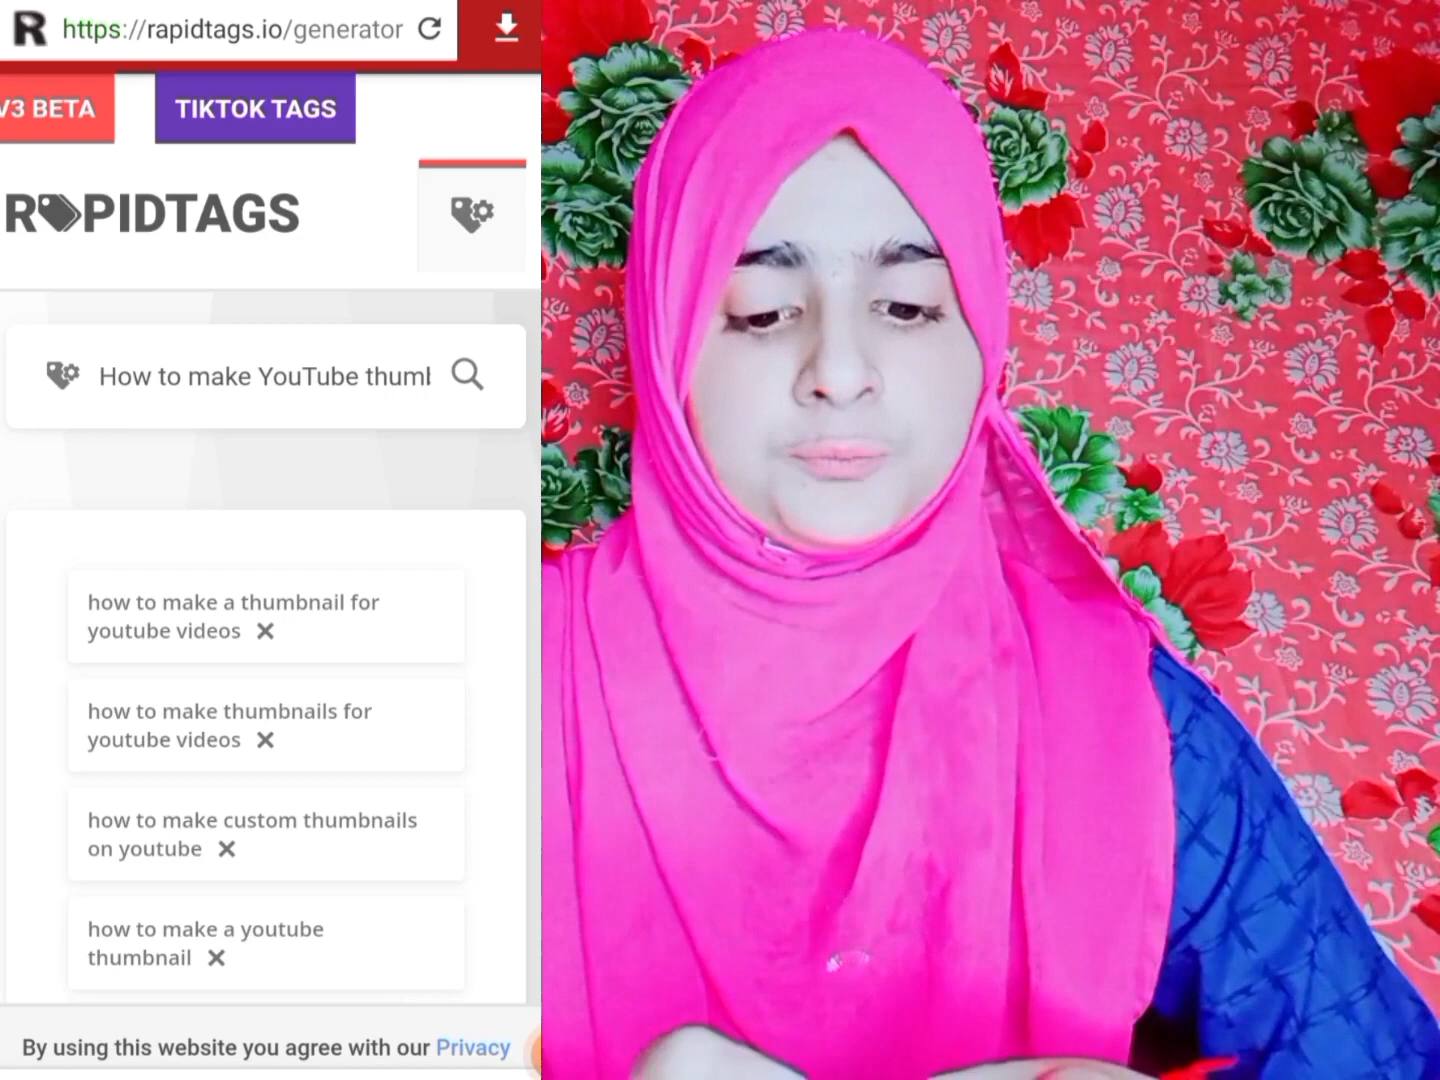 https://rapidtags.io/generator
V3 BETA
TIKTOK TAGS
RAPIDTAGS
How to make YouTube thumb
how to make a thumbnail for
youtube videos ✕
how to make thumbnails for
youtube videos ✕
how to make custom thumbnails
on youtube ✕
how to make a youtube
thumbnail ✕
By using this website you agree with our Privacy